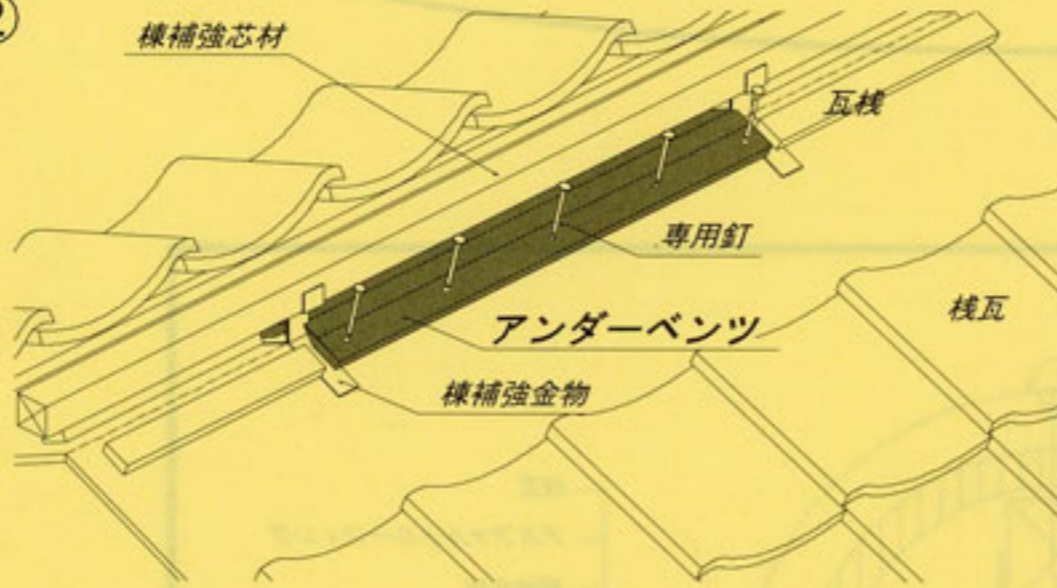 ②
棟補強芯材
瓦桟
専用釘
アンダーベンツ
桟瓦
棟補強金物